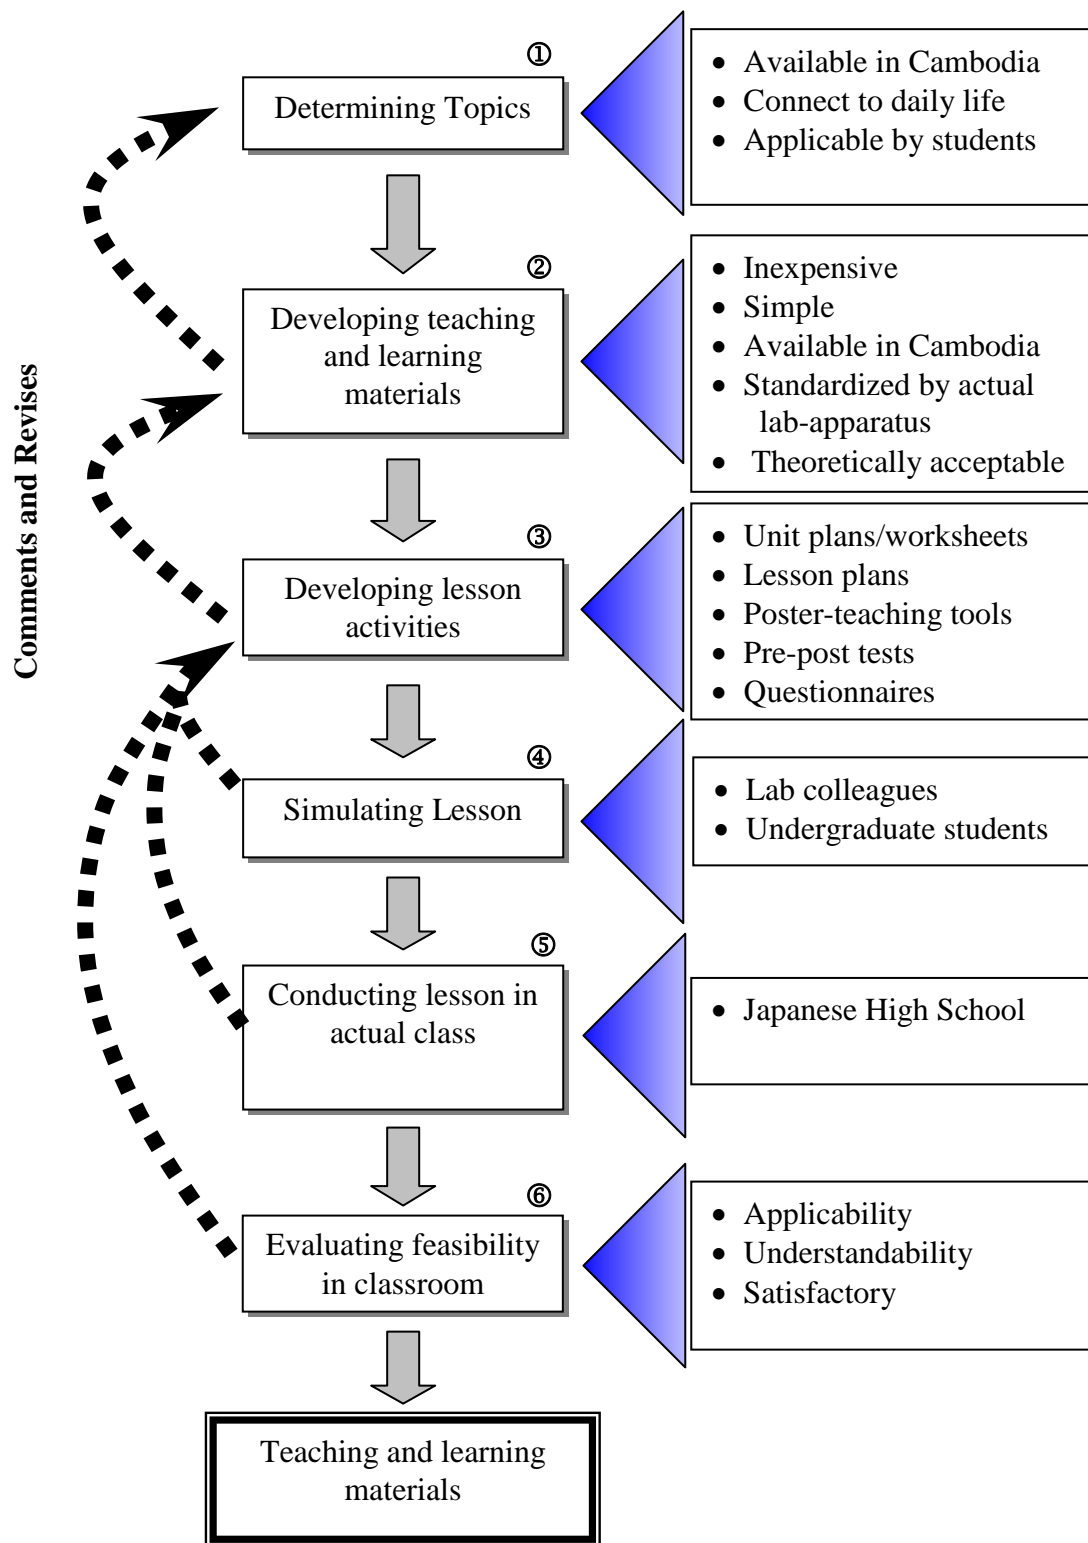 ①
Determining Topics
• Available in Cambodia
• Connect to daily life
• Applicable by students
②
Developing teaching
and learning
materials
• Inexpensive
• Simple
• Available in Cambodia
• Standardized by actual
lab-apparatus
• Theoretically acceptable
Comments and Revises
③
Developing lesson
activities
• Unit plans/worksheets
• Lesson plans
• Poster-teaching tools
• Pre-post tests
• Questionnaires
④
Simulating Lesson
• Lab colleagues
• Undergraduate students
⑤
Conducting lesson in
actual class
• Japanese High School
⑥
Evaluating feasibility
in classroom
• Applicability
• Understandability
• Satisfactory
Teaching and learning
materials